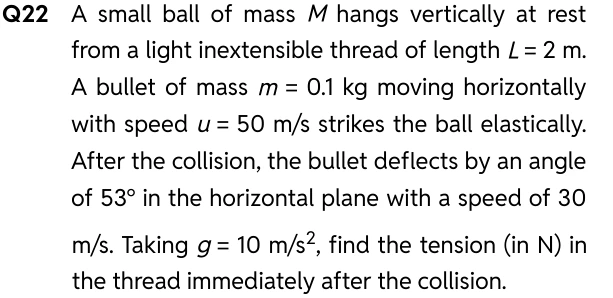 Q22 A small ball of mass M hangs vertically at rest
from a light inextensible thread of length L = 2 m.
A bullet of mass m = 0.1 kg moving horizontally
with speed u = 50 m/s strikes the ball elastically.
After the collision, the bullet deflects by an angle
of 53° in the horizontal plane with a speed of 30
m/s. Taking g = 10 m/s², find the tension (in N) in
the thread immediately after the collision.